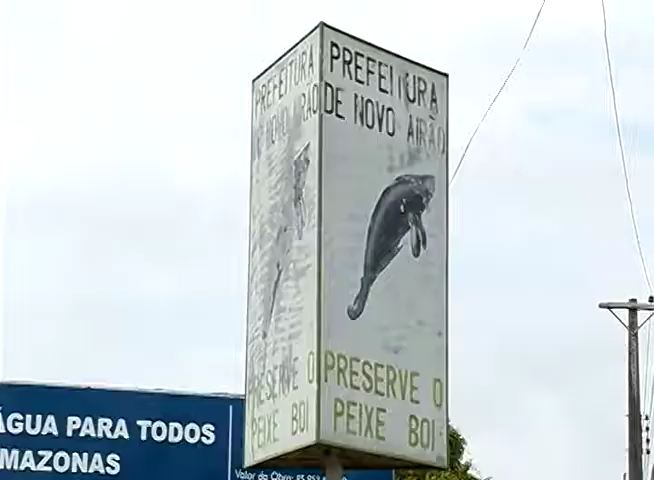 PREFEITURA
DE NOVO AIRÃO
PRESERVE O
PEIXE BOI
PREFEITURA
NOVO AIRÃO
PRESERVE O
PEIXE BOI
ÁGUA PARA TODOS
AMAZONAS
Valor da Obra: